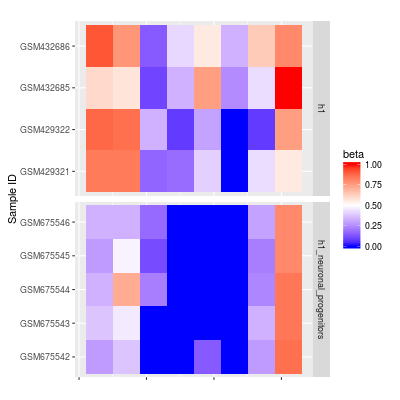 Sample ID
GSM432686
GSM432685
GSM429322
GSM429321
h1
GSM675546
GSM675545
GSM675544
GSM675543
GSM675542
h1_neuronal_progenitors
beta
1.00
0.75
0.50
0.25
0.00